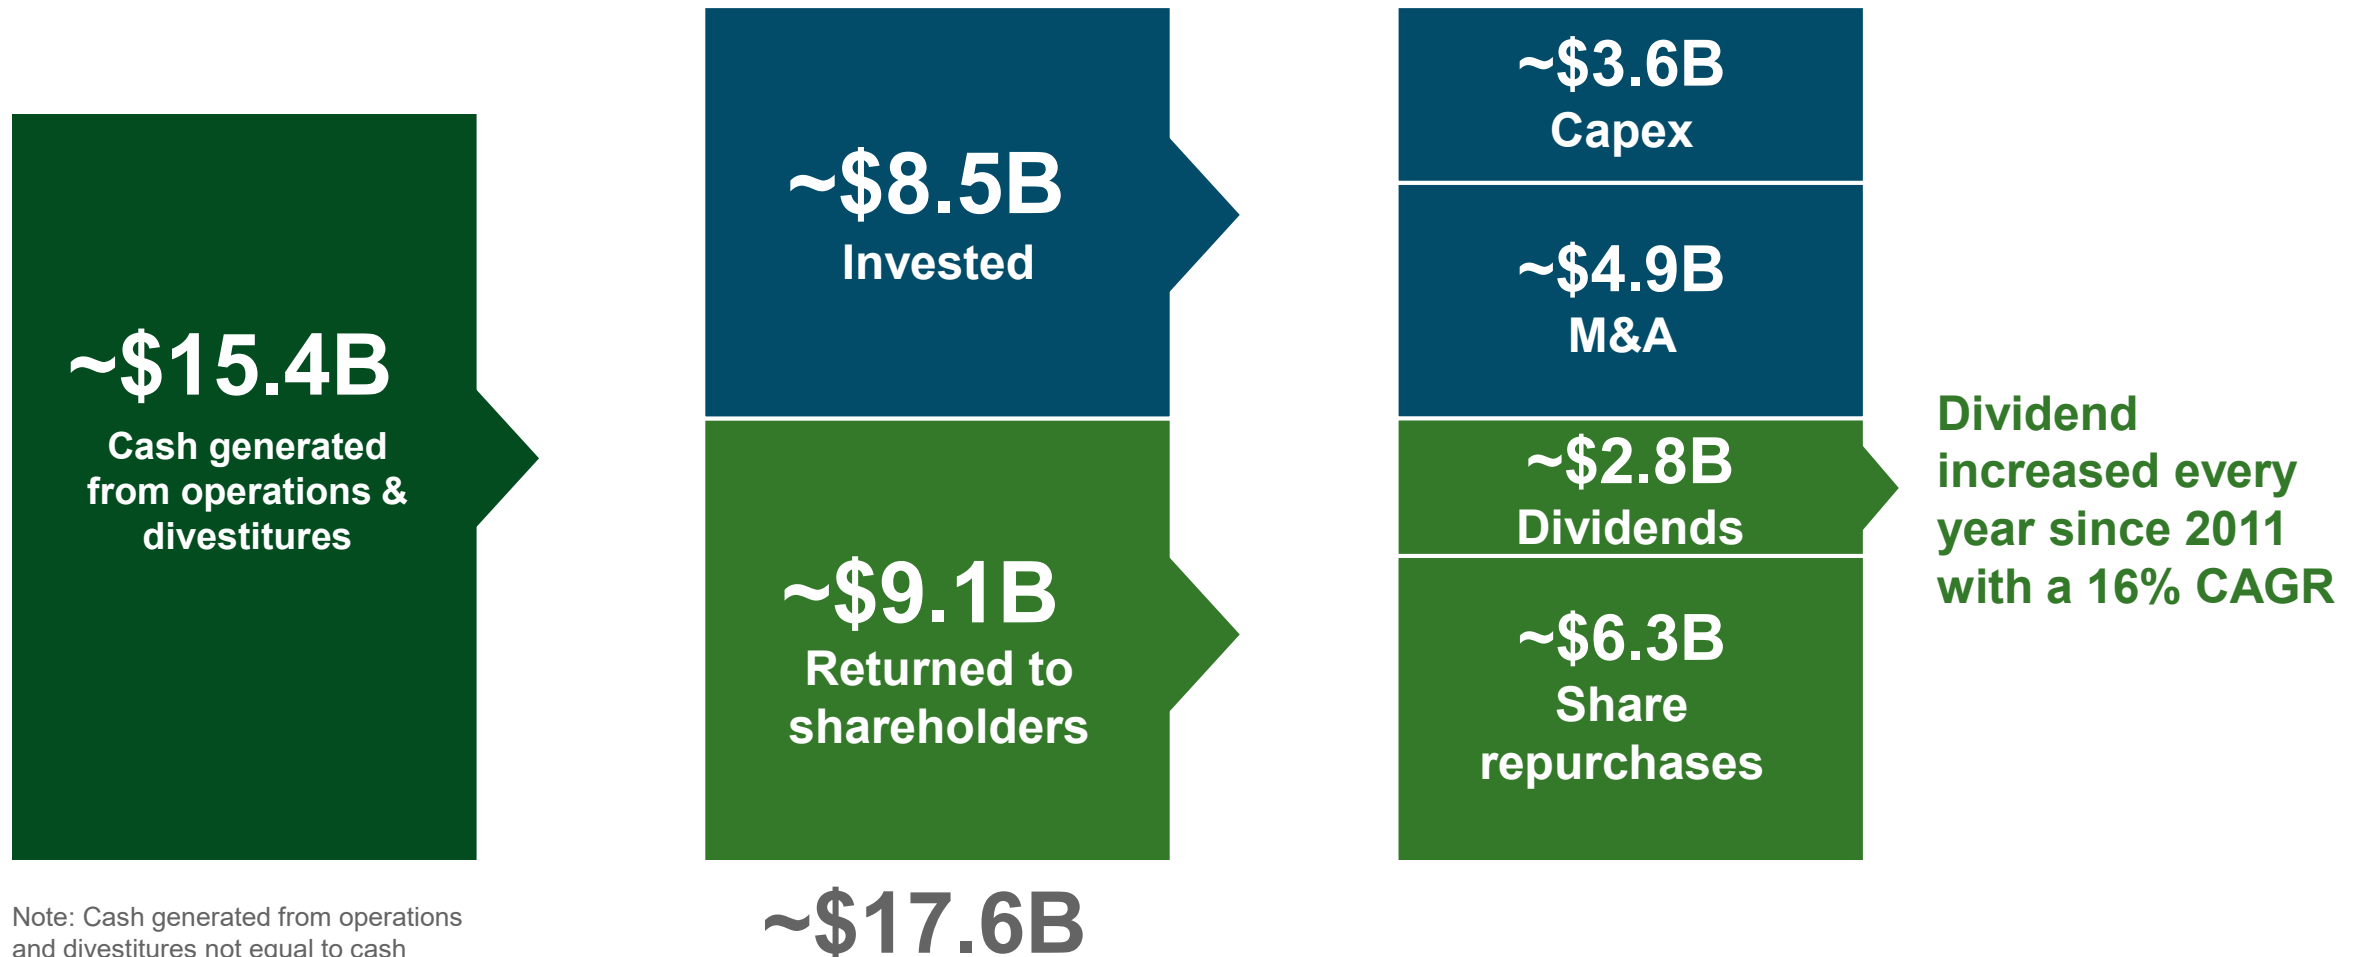 ~$15.4B
Cash generated
from operations &
divestitures
Note: Cash generated from operations
and divestitures not equal to cash
~$8.5B
Invested
~$9.1B
Returned to
shareholders
~$17.6B
~$3.6B
Capex
~$4.9B
M&A
~$2.8B
Dividends
~$6.3B
Share
repurchases
Dividend
increased every
year since 2011
with a 16% CAGR